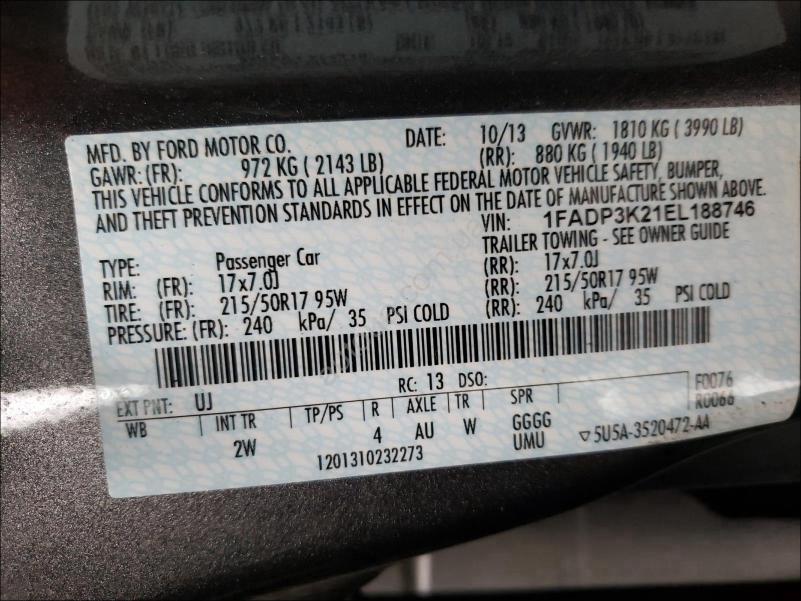 MFD. BY FORD MOTOR CO. DATE: 10/13 GVWR: 1810 KG ( 3990 LB)
GAWR: (FR): 972 KG ( 2143 LB) (RR): 880 KG ( 1940 LB)
THIS VEHICLE CONFORMS TO ALL APPLICABLE FEDERAL MOTOR VEHICLE SAFETY, BUMPER,
AND THEFT PREVENTION STANDARDS IN EFFECT ON THE DATE OF MANUFACTURE SHOWN ABOVE.
VIN: 1FADP3K21EL188746
TYPE: Passenger Car TRAILER TOWING - SEE OWNER GUIDE
RIM: (FR): 17x7.0J (RR): 17x7.0J
TIRE: (FR): 215/50R17 95W (RR): 215/50R17 95W
PRESSURE: (FR): 240 kPa/ 35 PSI COLD (RR): 240 kPa/ 35 PSI COLD
RC: 13 DSO: F0076
EXT PNT: UJ R0066
WB INT TR TP/PS R AXLE TR SPR
2W 4 AU W GGGG
UMU
1201310232273 5U5A-3520472-AA